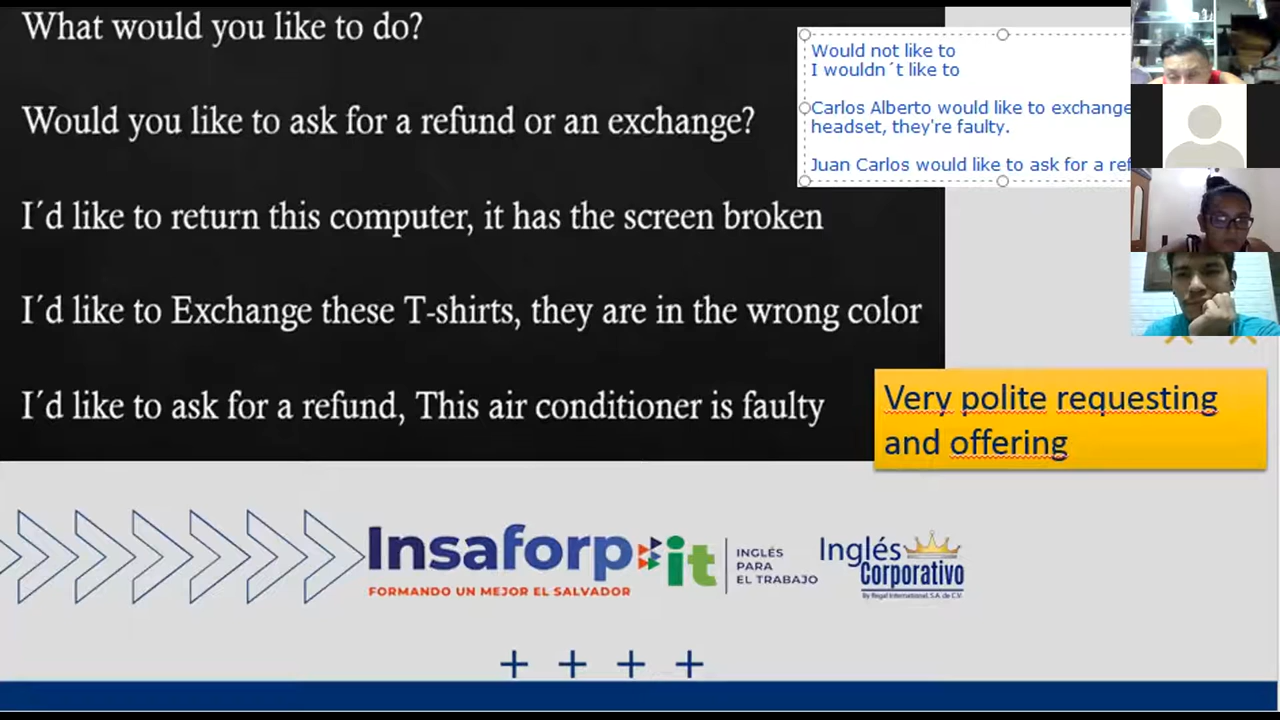 What would you like to do?
Would you like to ask for a refund or an exchange?
I´d like to return this computer, it has the screen broken
I´d like to Exchange these T-shirts, they are in the wrong color
I´d like to ask for a refund, This air conditioner is faulty
Would not like to
I wouldn´t like to
Carlos Alberto would like to exchange
headset, they're faulty.
Juan Carlos would like to ask for a
Very polite requesting
and offering
Insaforp it
FORMANDO UN MEJOR EL SALVADOR
INGLÉS
PARA
EL TRABAJO
Inglés
Corporativo
By Regal International, S.A. de C.V.